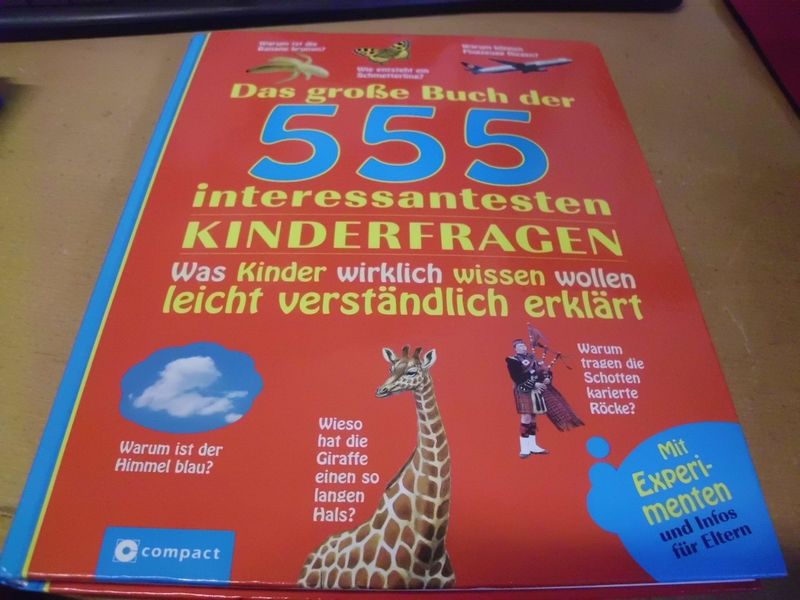 Warum ist die
Banane krumm?
Wie entsteht ein
Schmetterling?
Warum können
Flugzeuge fliegen?
Das große Buch der
555
interessantesten
KINDERFRAGEN
Was Kinder wirklich wissen wollen
leicht verständlich erklärt
Warum ist der
Himmel blau?
Wieso
hat die
Giraffe
einen so
langen
Hals?
Warum
tragen die
Schotten
karierte
Röcke?
Mit
Experi-
menten
und Infos
für Eltern
compact